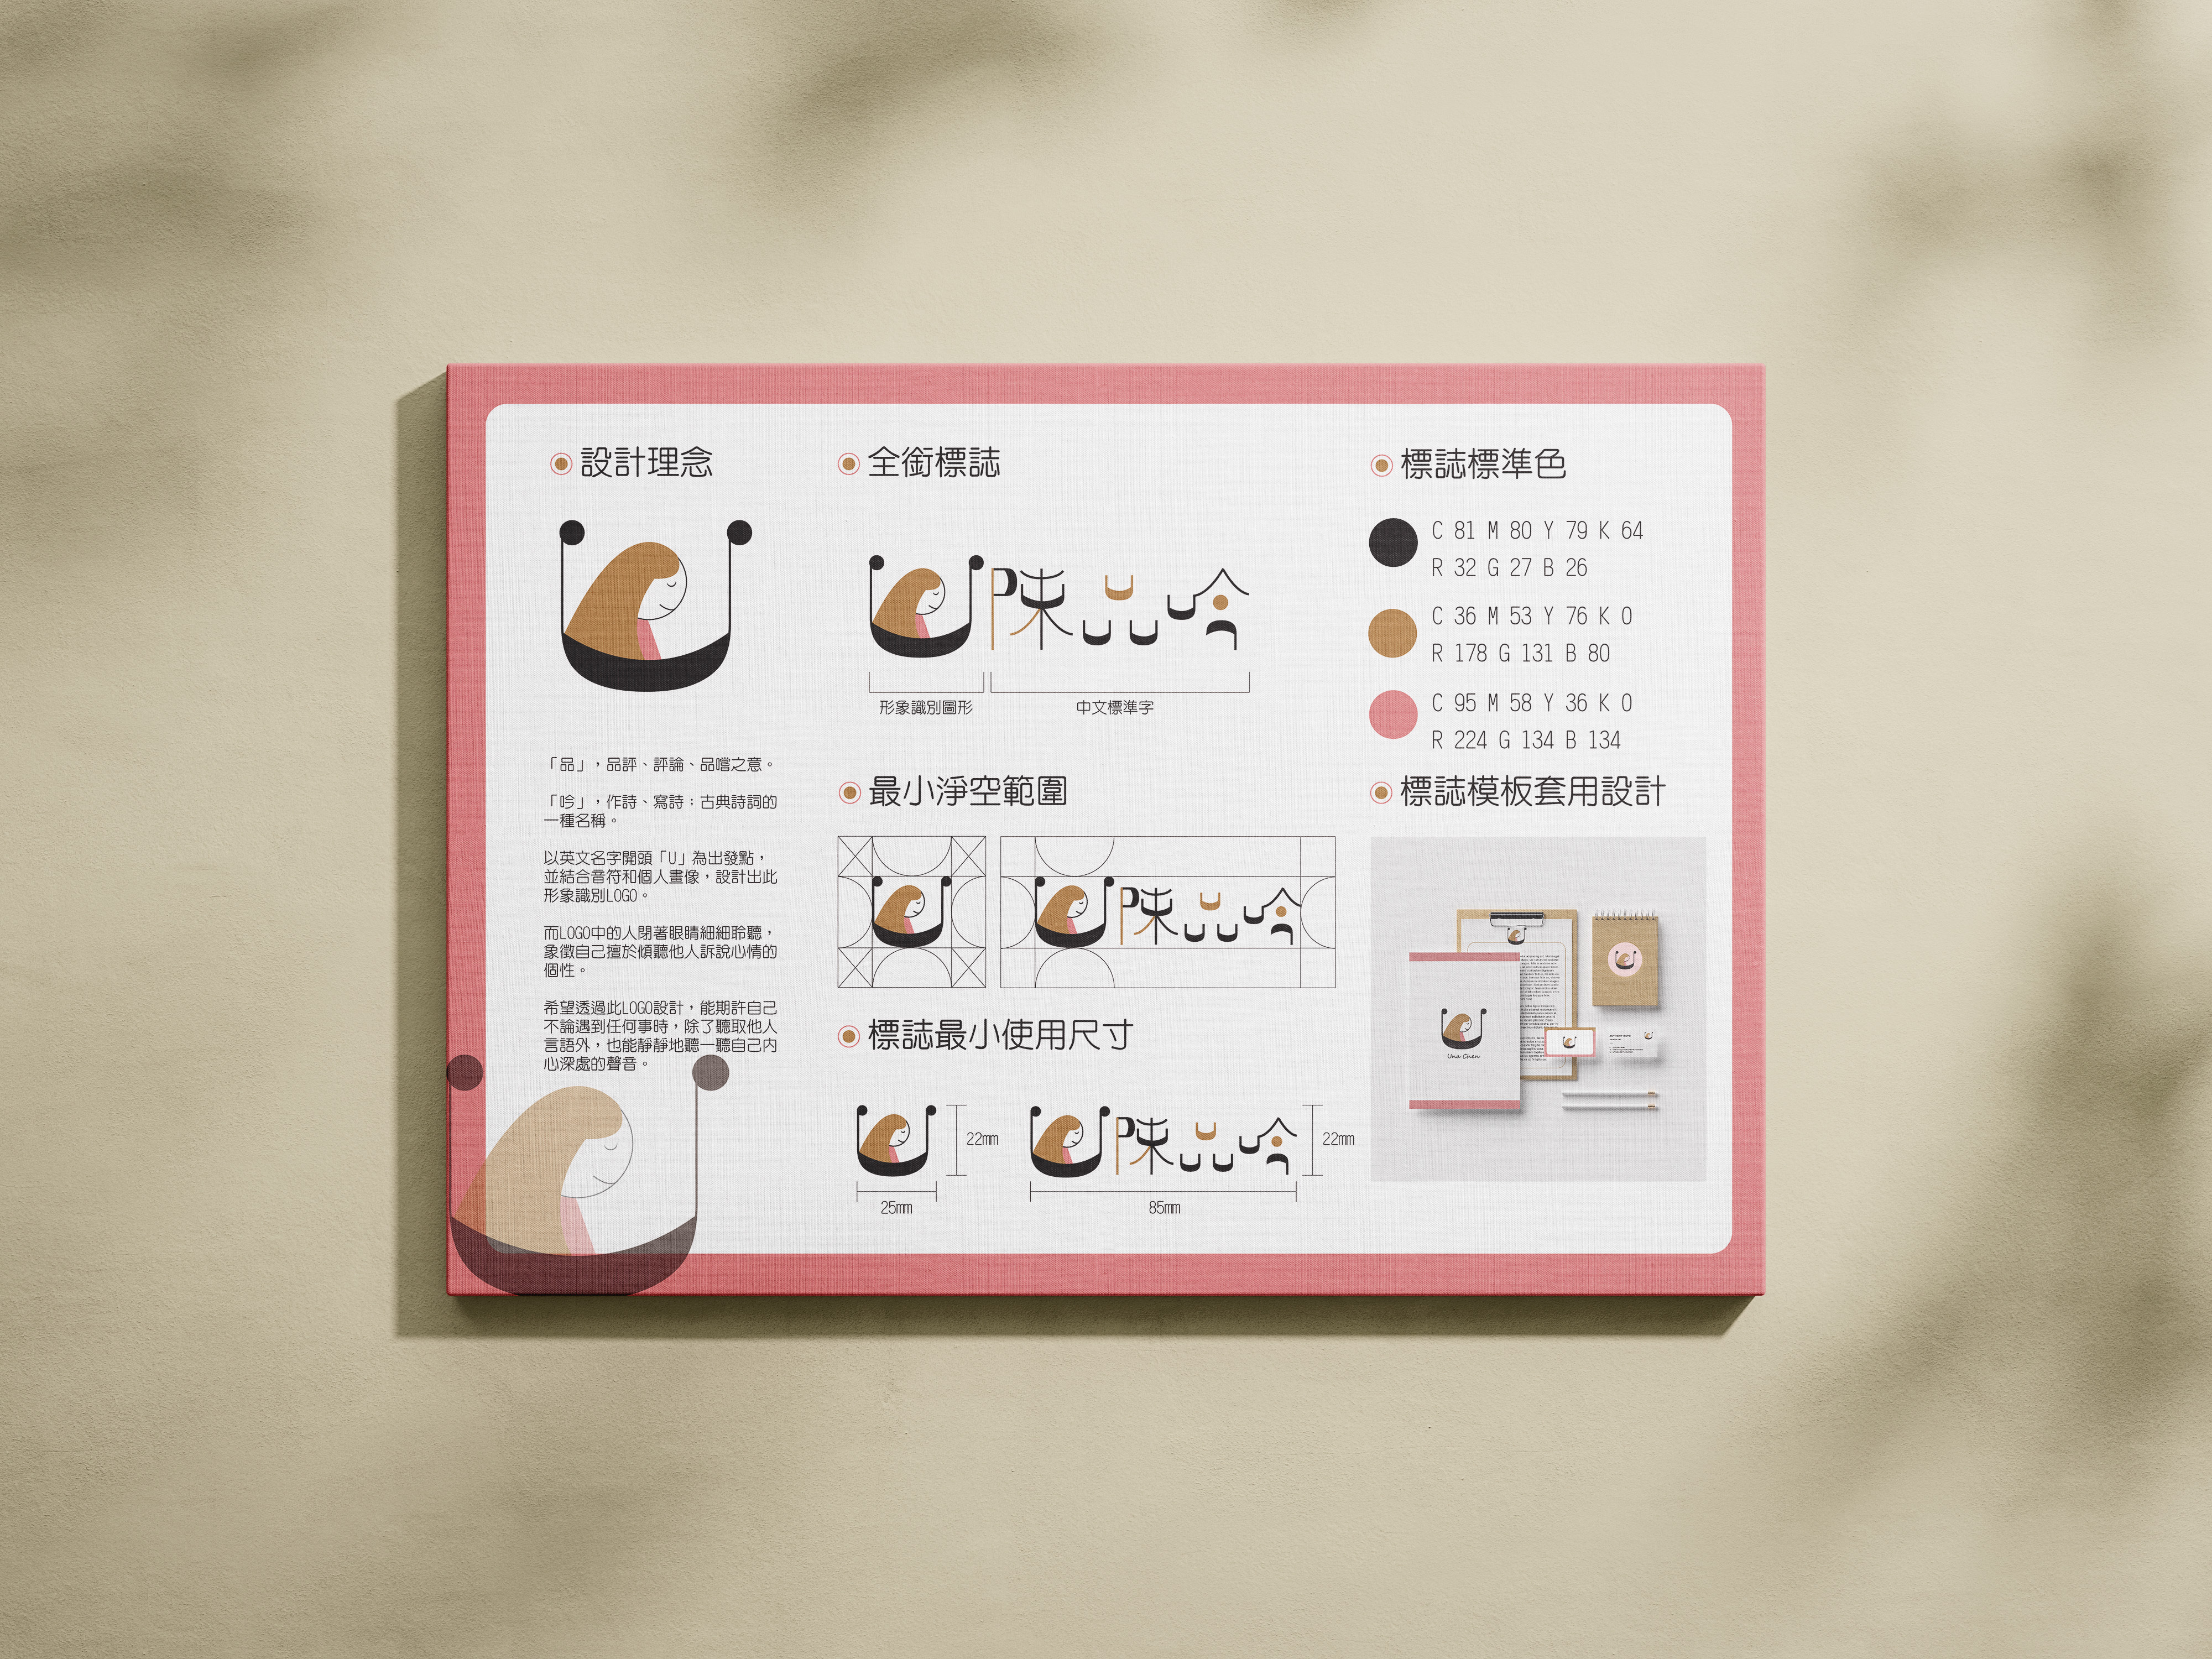 設計理念
「品」，品評、評論、品嚐之意。
「吟」，作詩、寫詩；古典詩詞的
一種名稱。
以英文名字開頭「U」為出發點，
並結合音符和個人畫像，設計出此
形象識別LOGO。
而LOGO中的人閉著眼睛細細聆聽，
象徵自己擅於傾聽他人訴說心情的
個性。
希望透過此LOGO設計，能期許自己
不論遇到任何事時，除了聽取他人
言語外，也能靜靜地聽一聽自己內
心深處的聲音。
全銜標誌
陳品吟
形象識別圖形
中文標準字
最小淨空範圍
陳品吟
標誌最小使用尺寸
22mm
25mm
陳品吟
22mm
85mm
標誌標準色
C 81 M 80 Y 79 K 64
R 32 G 27 B 26
C 36 M 53 Y 76 K 0
R 178 G 131 B 80
C 95 M 58 Y 36 K 0
R 224 G 134 B 134
標誌模板套用設計
Una Chen